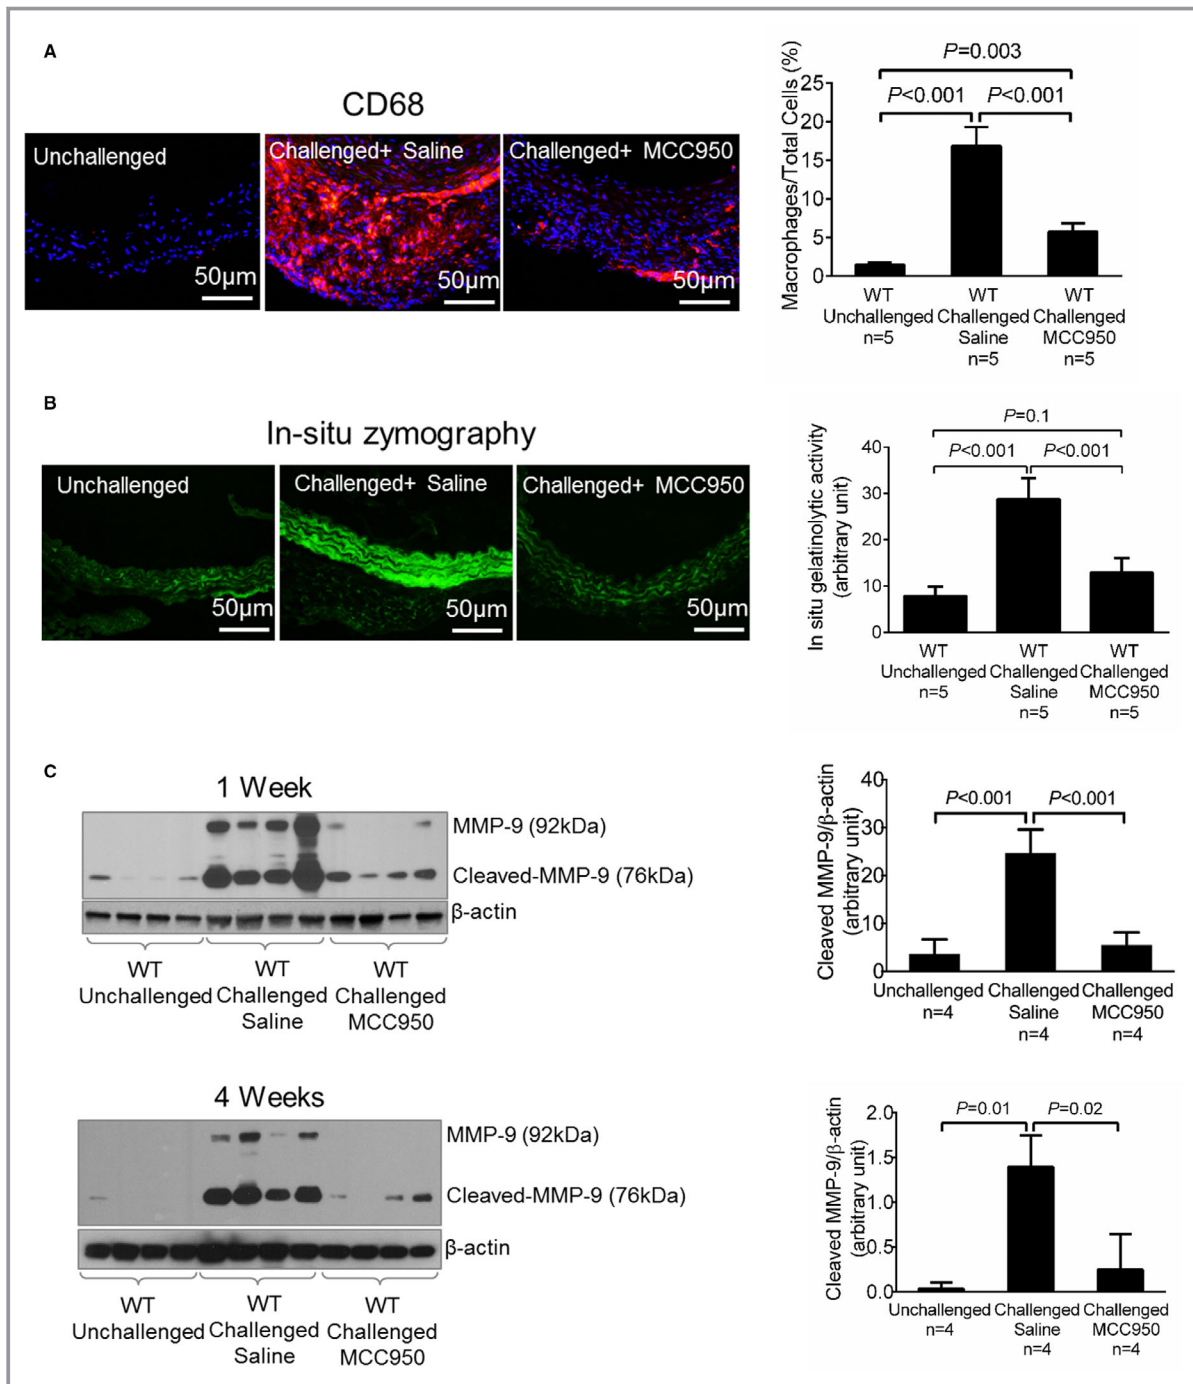 A
CD68
Unchallenged
Challenged+ Saline
Challenged+ MCC950
50µm
50µm
50µm
P=0.003
P<0.001
P<0.001
Macrophages/Total Cells (%)
25
20
15
10
5
0
WT
Unchallenged
n=5
WT
Challenged
Saline
n=5
WT
Challenged
MCC950
n=5
B
In-situ zymography
Unchallenged
Challenged+ Saline
Challenged+ MCC950
50µm
50µm
50µm
P=0.1
P<0.001
P<0.001
In situ gelatinolytic activity
(arbitrary unit)
40
30
20
10
0
WT
Unchallenged
n=5
WT
Challenged
Saline
n=5
WT
Challenged
MCC950
n=5
C
1 Week
MMP-9 (92kDa)
Cleaved-MMP-9 (76kDa)
β-actin
WT
Unchallenged
WT
Challenged
Saline
WT
Challenged
MCC950
P<0.001
P<0.001
Cleaved MMP-9/β-actin
(arbitrary unit)
40
30
20
10
0
Unchallenged
n=4
Challenged
Saline
n=4
Challenged
MCC950
n=4
4 Weeks
MMP-9 (92kDa)
Cleaved-MMP-9 (76kDa)
β-actin
WT
Unchallenged
WT
Challenged
Saline
WT
Challenged
MCC950
P=0.01
P=0.02
Cleaved MMP-9/β-actin
(arbitrary unit)
2.0
1.5
1.0
0.5
0.0
Unchallenged
n=4
Challenged
Saline
n=4
Challenged
MCC950
n=4